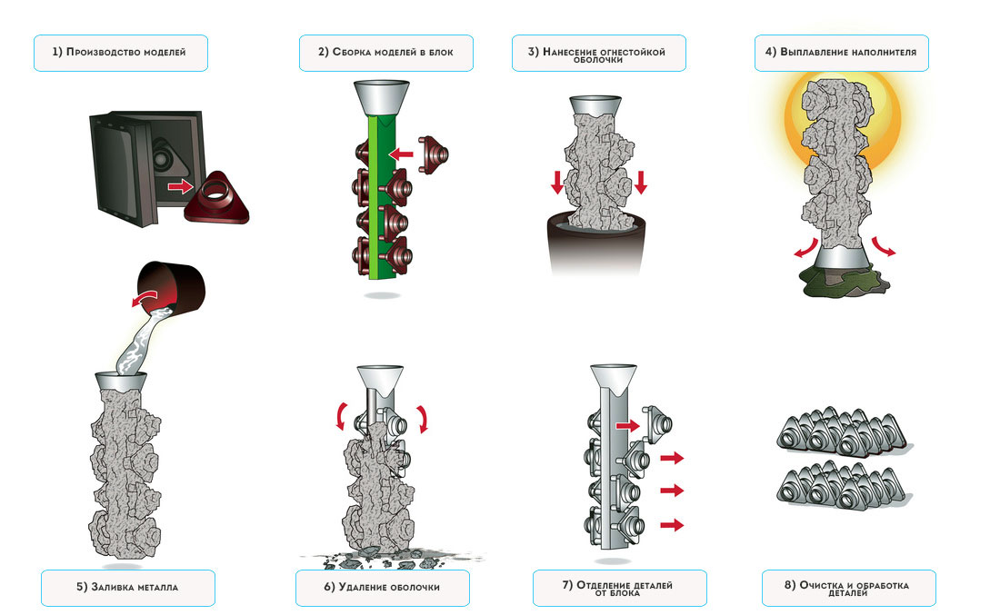 1) Производство моделей
2) Сборка моделей в блок
3) Нанесение огнестойкой
оболочки
4) Выплавление наполнителя
5) Заливка металла
6) Удаление оболочки
7) Отделение деталей
от блока
8) Очистка и обработка
деталей